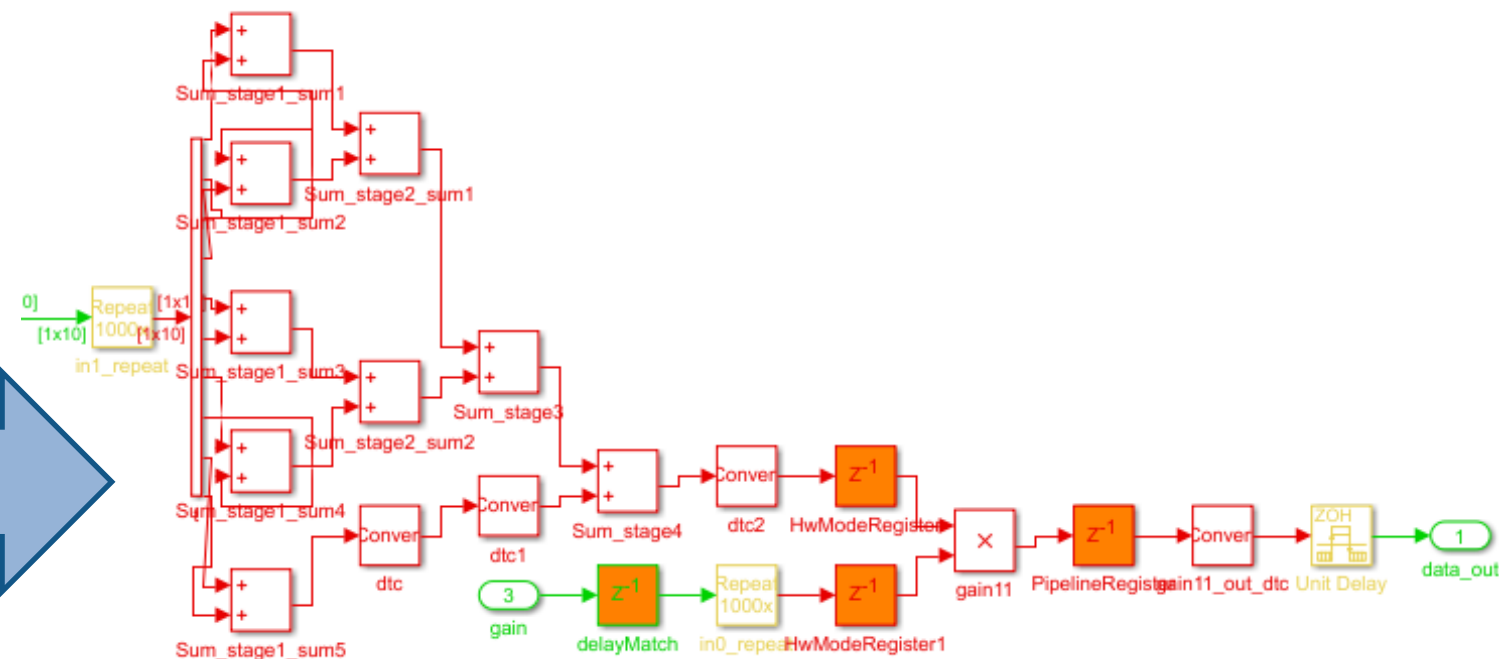 +
+
Sum_stage1_sum1
+
+
Sum_stage2_sum1
+
+
Sum_stage1_sum2
0]
[1x10]
Repeat
1000x
in1_repeat
[1x1
[1x10]
+
+
Sum_stage1_sum3
+
+
Sum_stage2_sum2
+
+
Sum_stage3
+
+
Sum_stage1_sum4
Conver
dtc
Conver
dtc1
+
+
Sum_stage4
Conver
dtc2
Z-1
HwModeRegister
×
gain11
Z-1
PipelineRegister
Conver
gain11_out_dtc
ZOH
Unit Delay
1
data_out
3
gain
Z-1
delayMatch
Repeat
1000x
in0_repeat
Z-1
HwModeRegister1
+
+
Sum_stage1_sum5